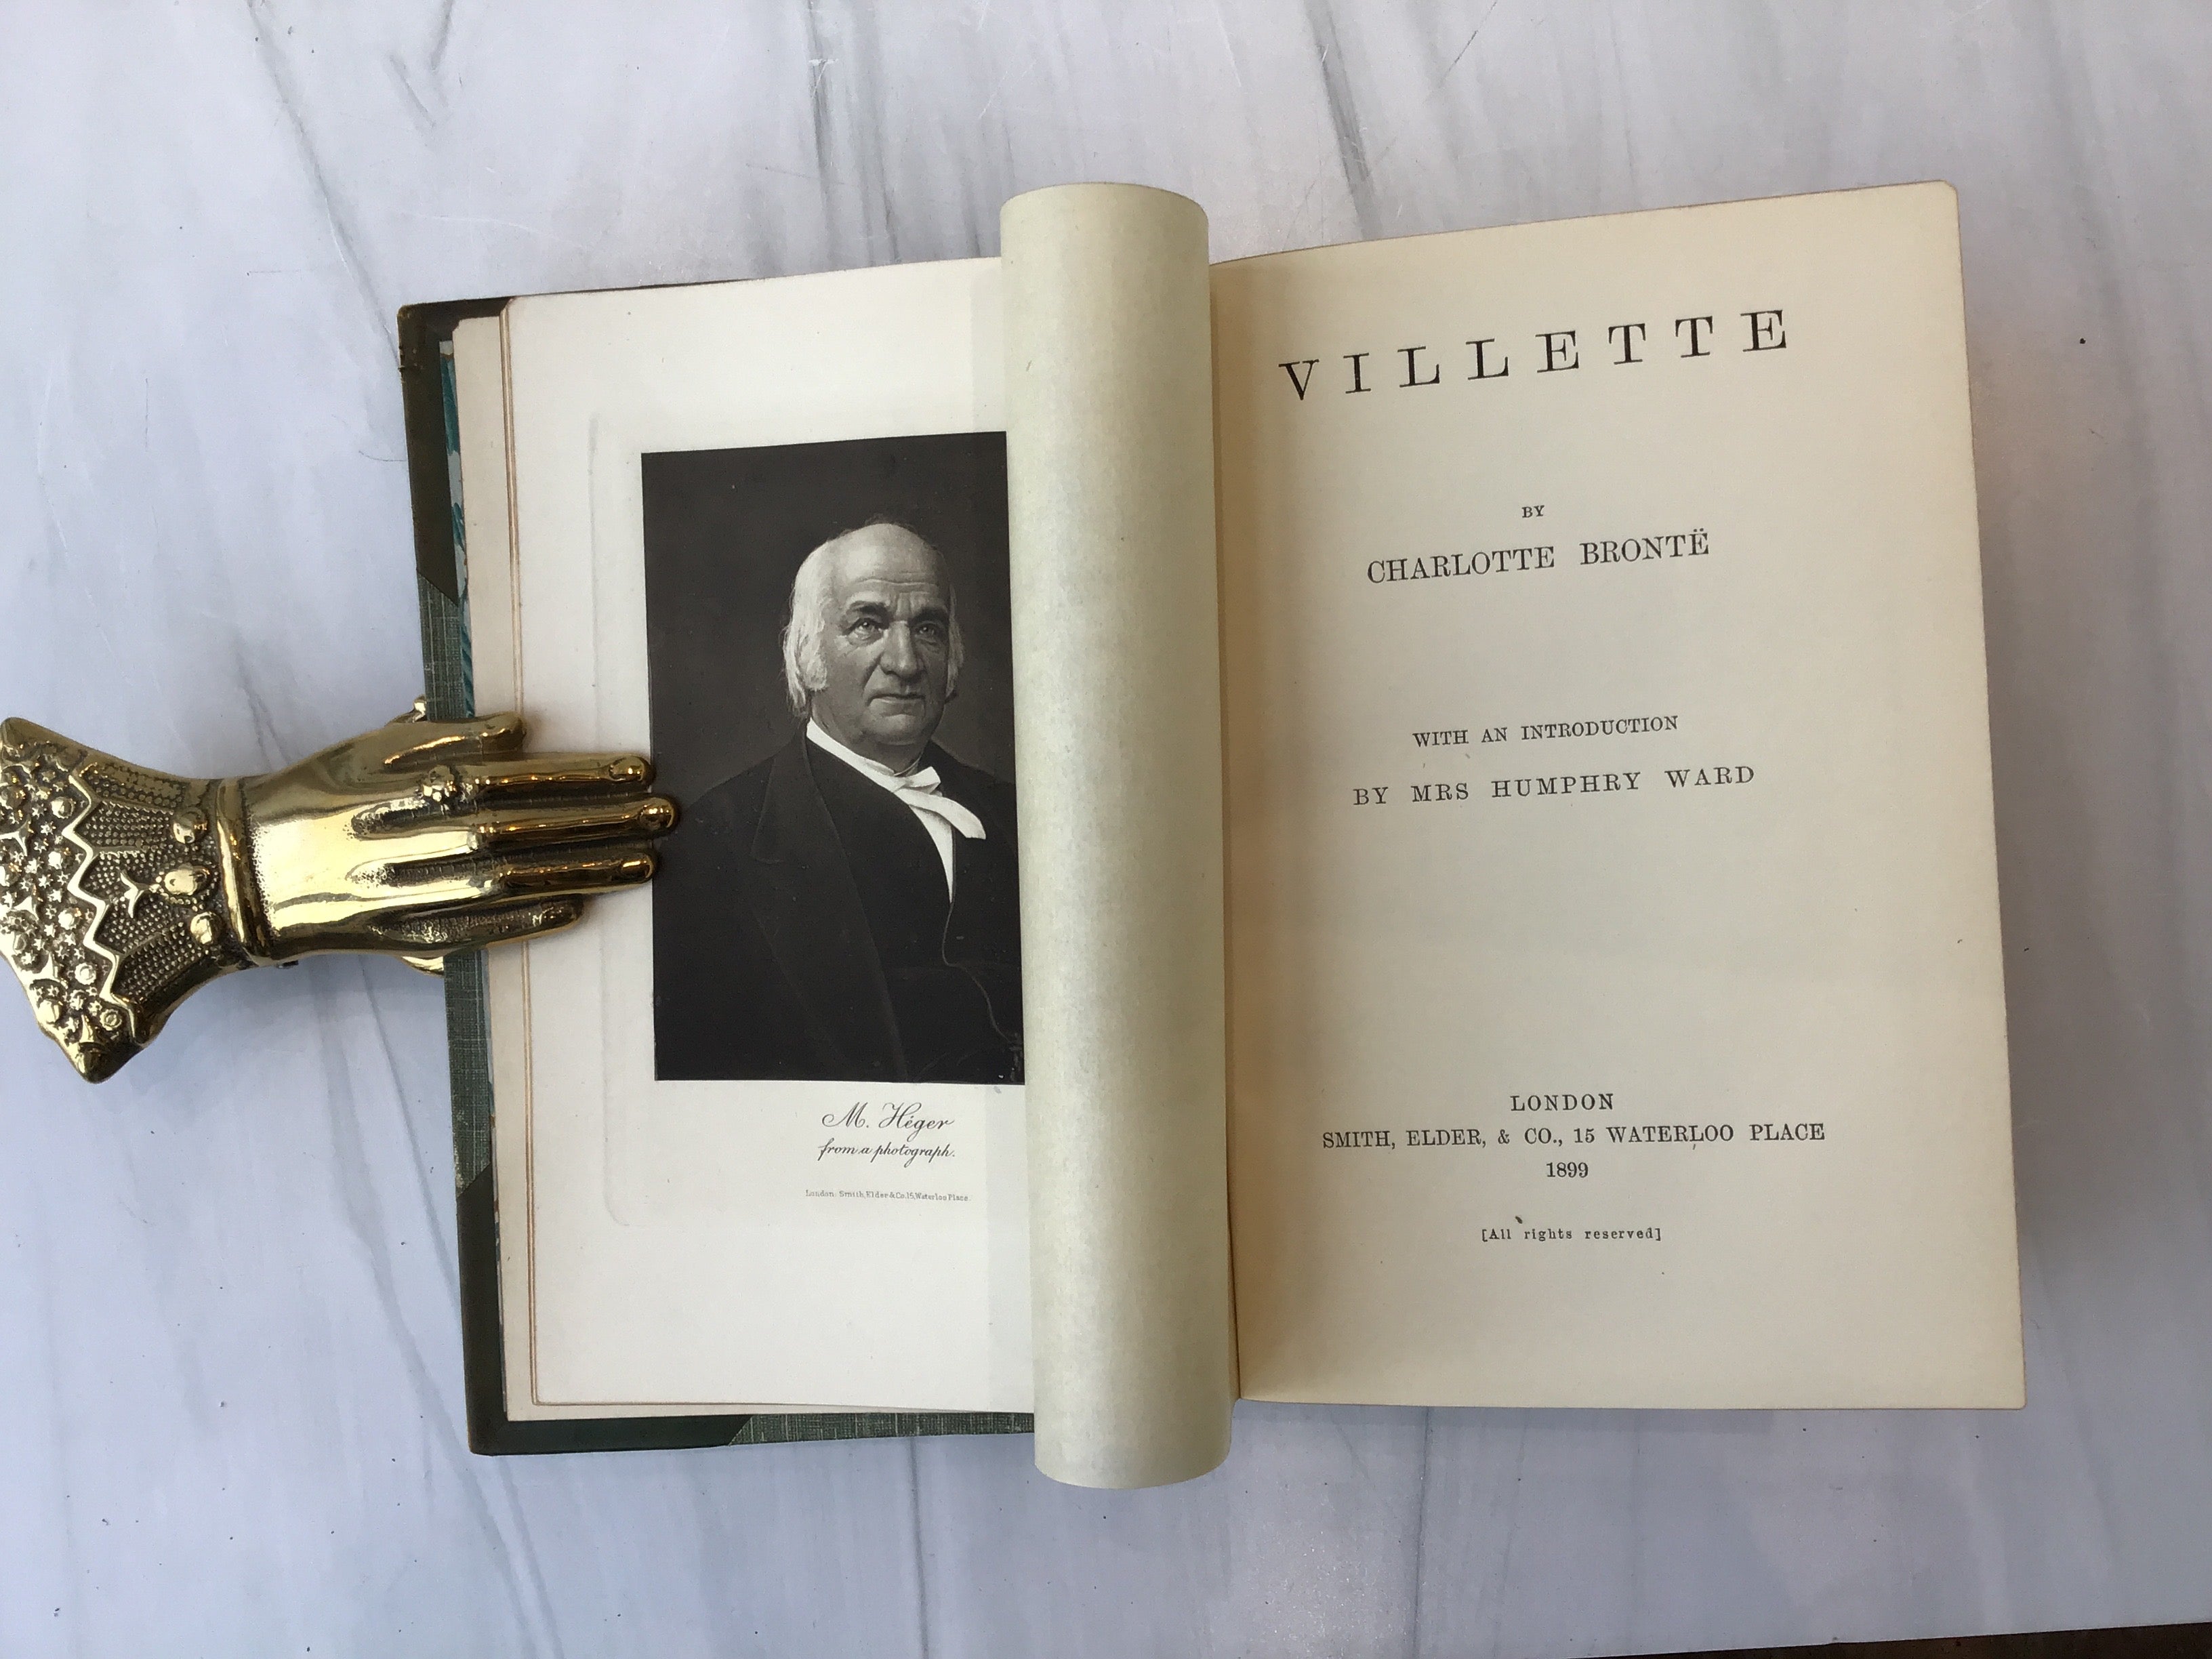 M. Héger
from a photograph.
London: Smith, Elder & Co. 15, Waterloo Place.
VILLETTE
BY
CHARLOTTE BRONTË
WITH AN INTRODUCTION
BY MRS HUMPHRY WARD
LONDON
SMITH, ELDER, & CO., 15 WATERLOO PLACE
1899
[All rights reserved]